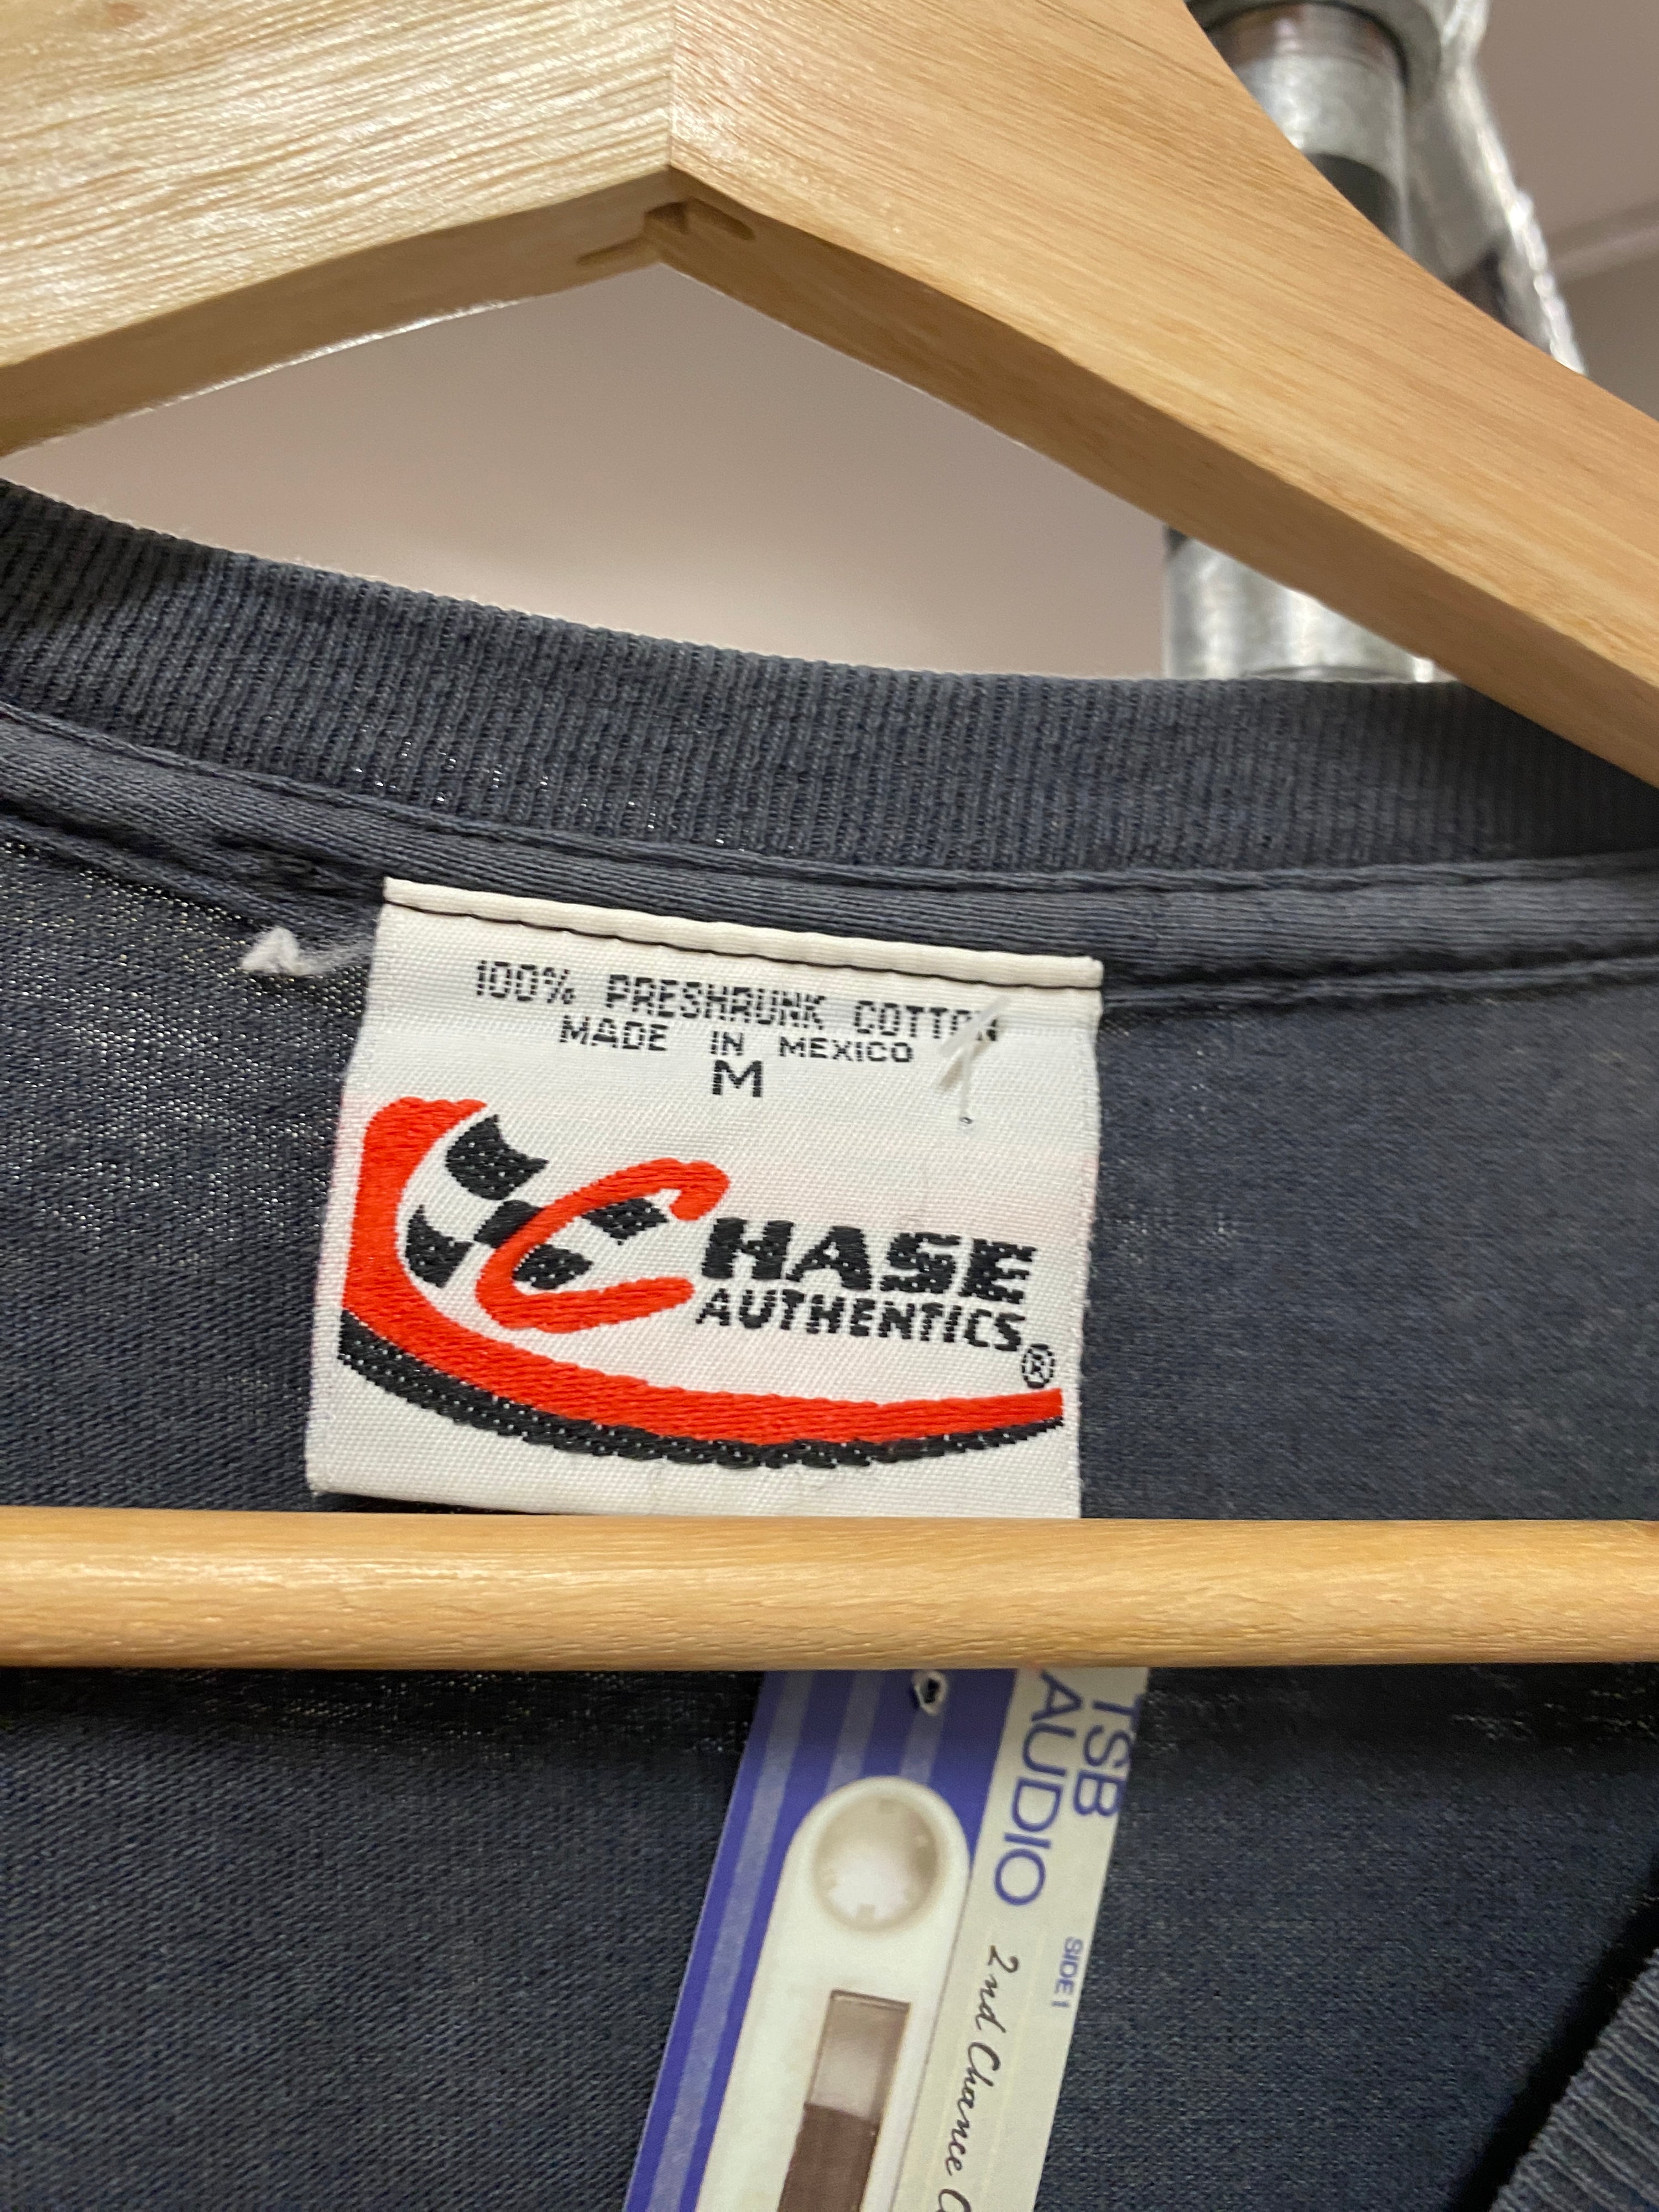 100% PRESHRUNK COTTON
MADE IN MEXICO
M
CHASE
AUTHENTICS®
TSB
AUDIO
SIDE 1
2nd Chance